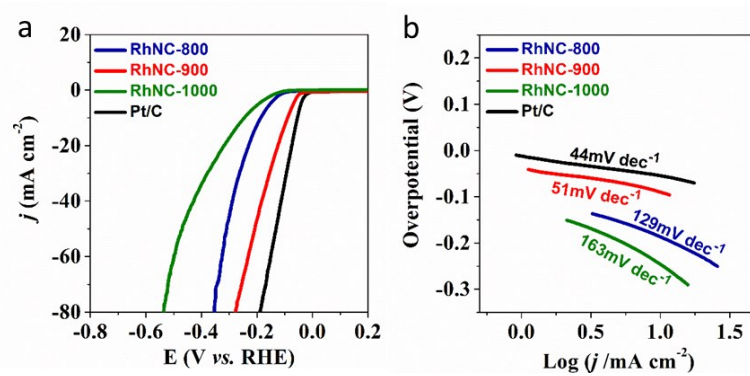 a
20
0
-20
-40
-60
-80
j (mA cm⁻²)
RhNC-800
RhNC-900
RhNC-1000
Pt/C
-0.8
-0.6
-0.4
-0.2
0.0
0.2
E (V vs. RHE)
b
0.2
0.1
0.0
-0.1
-0.2
-0.3
Overpotential (V)
RhNC-800
RhNC-900
RhNC-1000
Pt/C
44mV dec⁻¹
51mV dec⁻¹
129mV dec⁻¹
163mV dec⁻¹
0.0
0.5
1.0
1.5
Log (j /mA cm⁻²)